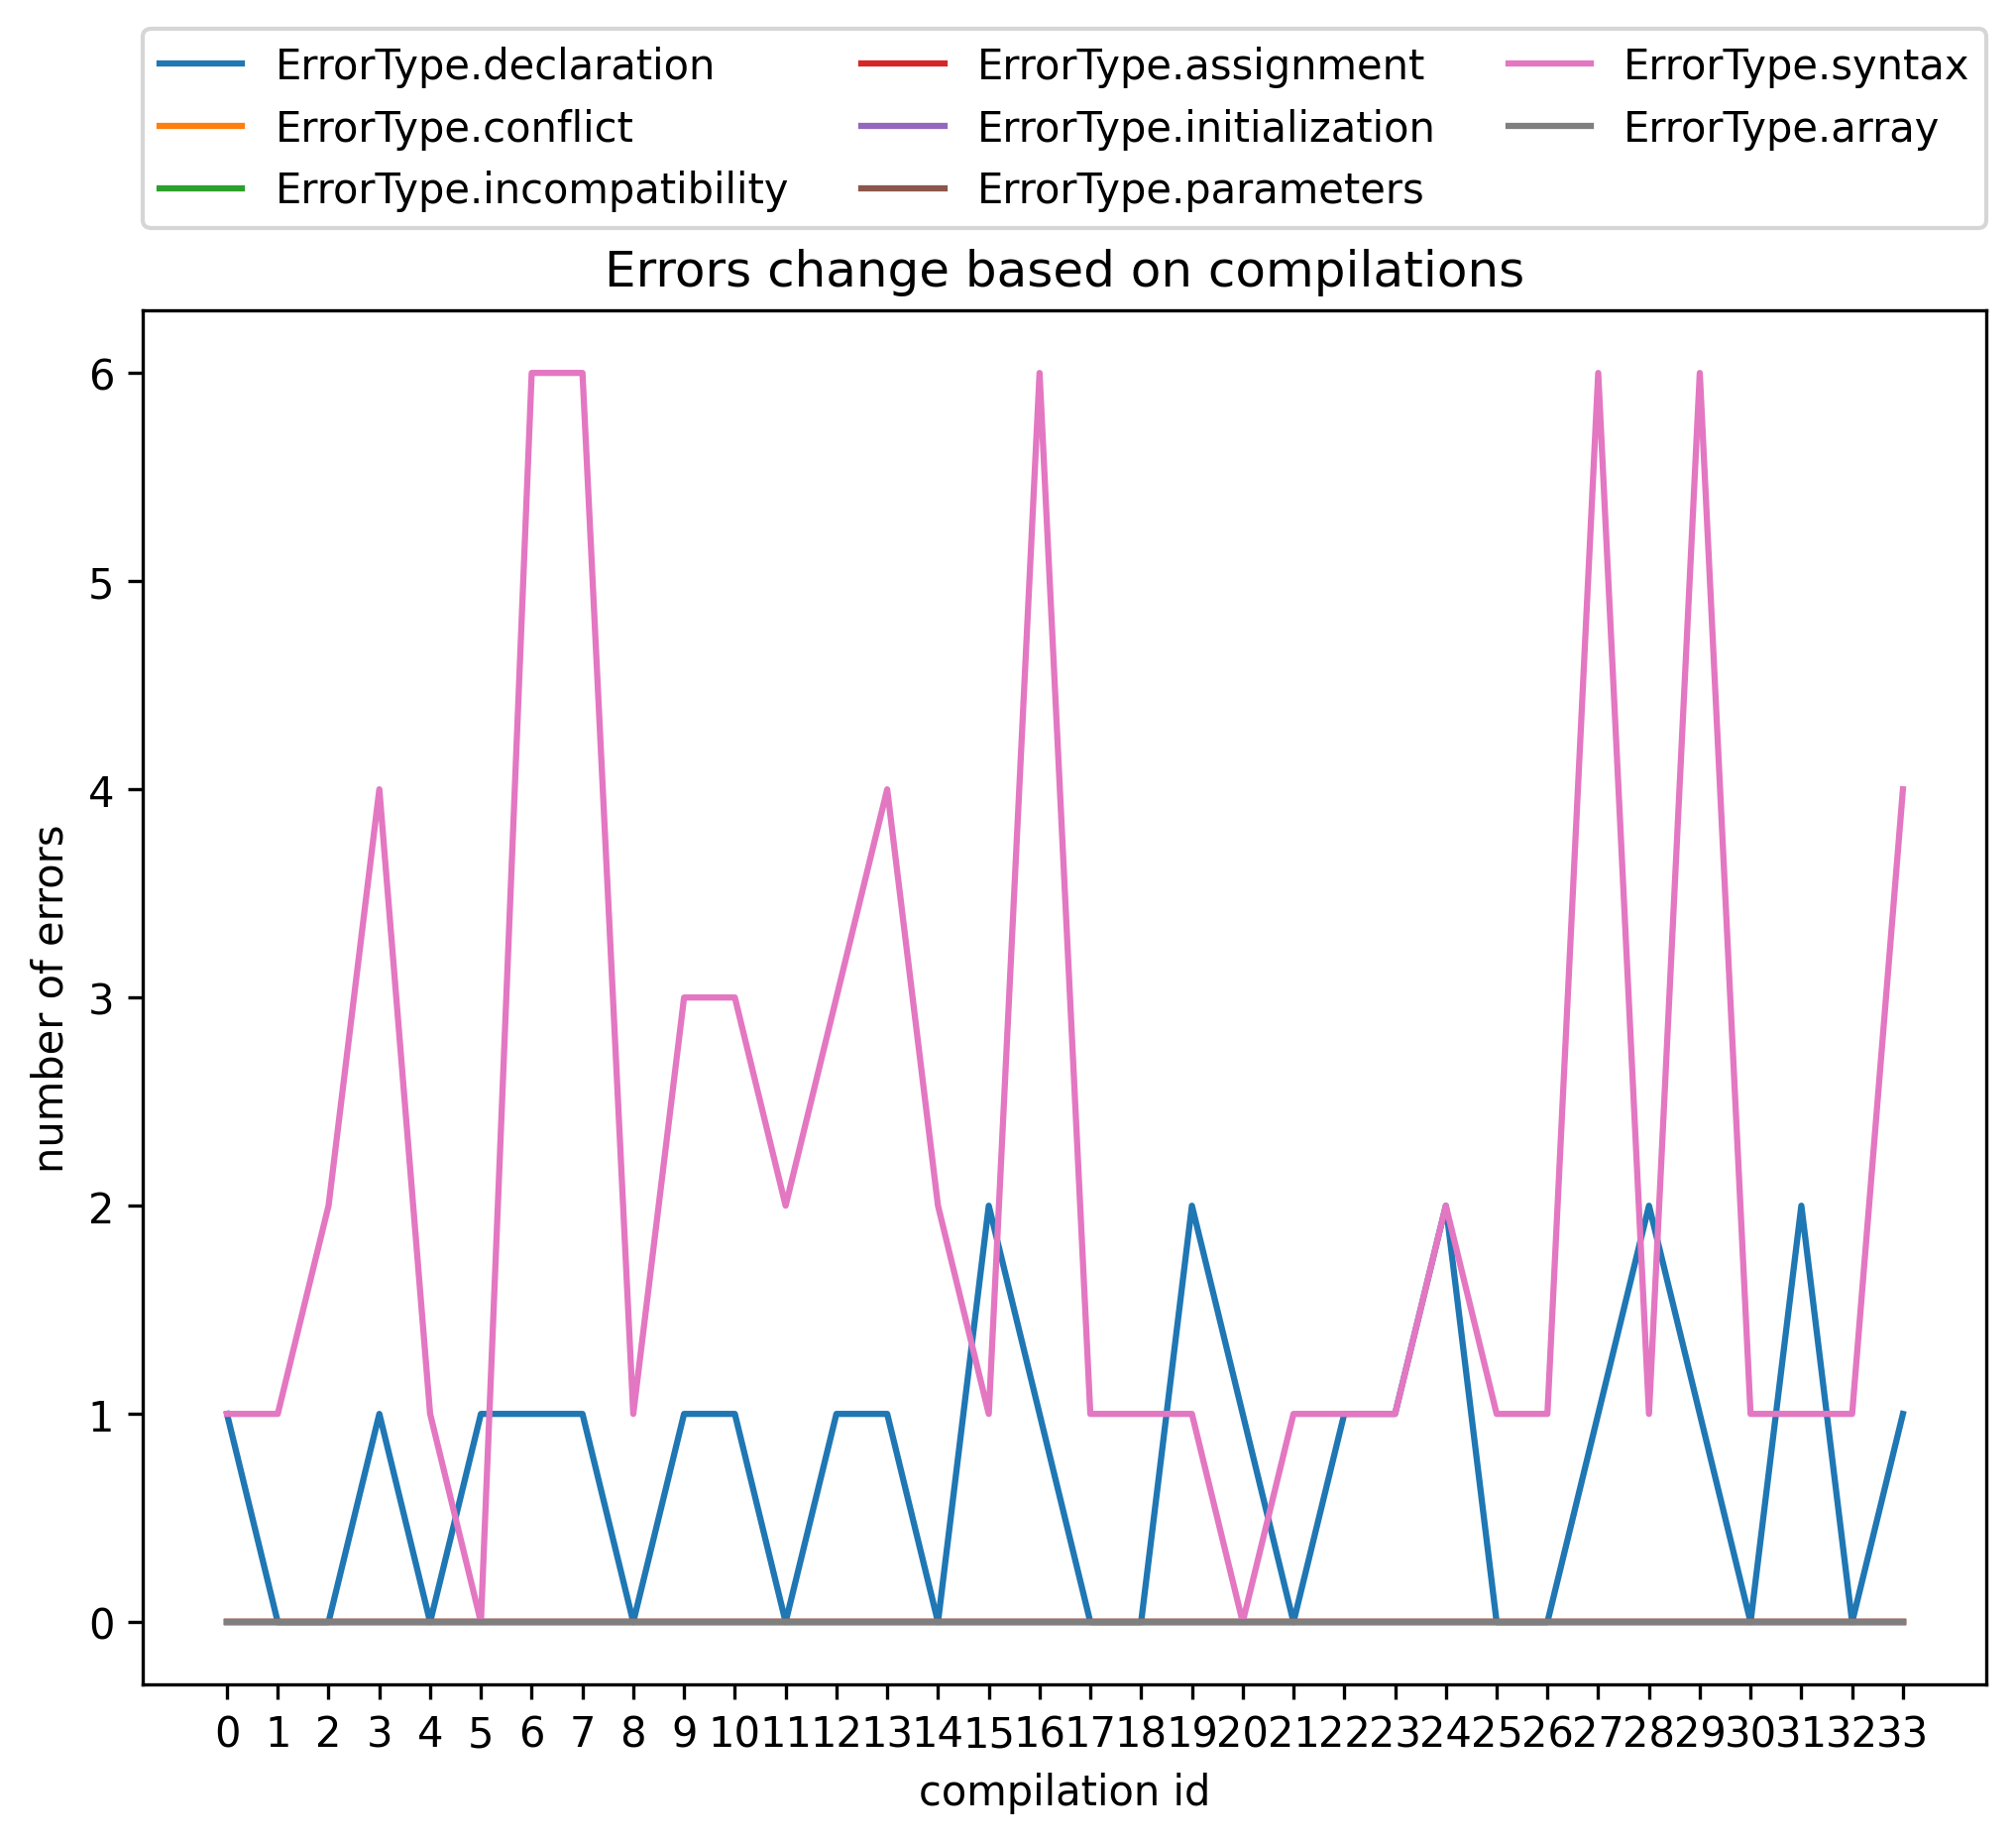 ErrorType.declaration ErrorType.assignment ErrorType.syntax
ErrorType.conflict ErrorType.initialization ErrorType.array
ErrorType.incompatibility ErrorType.parameters
Errors change based on compilations
6
5
4
3
2
1
0
number of errors
0 1 2 3 4 5 6 7 8 9 10 11 12 13 14 15 16 17 18 19 20 21 22 23 24 25 26 27 28 29 30 31 32 33
compilation id